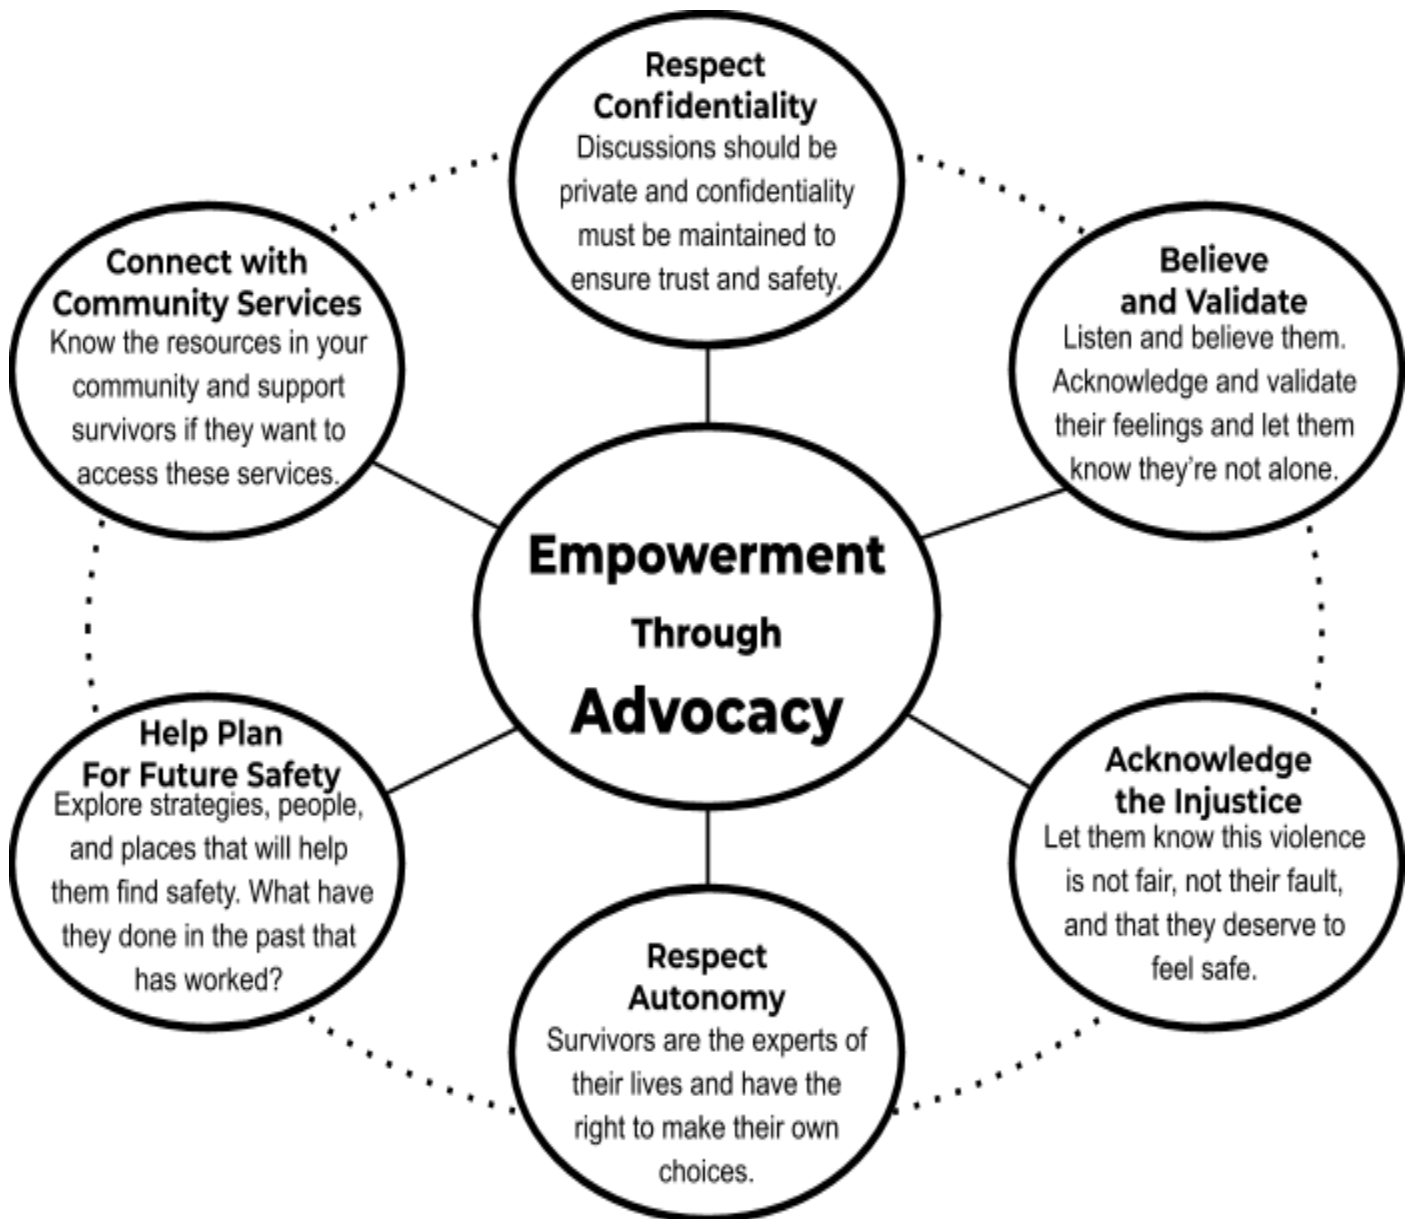 Respect
Confidentiality
Discussions should be
private and confidentiality
must be maintained to
ensure trust and safety.
Believe
and Validate
Listen and believe them.
Acknowledge and validate
their feelings and let them
know they’re not alone.
Acknowledge
the Injustice
Let them know this violence
is not fair, not their fault,
and that they deserve to
feel safe.
Respect
Autonomy
Survivors are the experts of
their lives and have the
right to make their own
choices.
Help Plan
For Future Safety
Explore strategies, people,
and places that will help
them find safety. What have
they done in the past that
has worked?
Connect with
Community Services
Know the resources in your
community and support
survivors if they want to
access these services.
Empowerment
Through
Advocacy